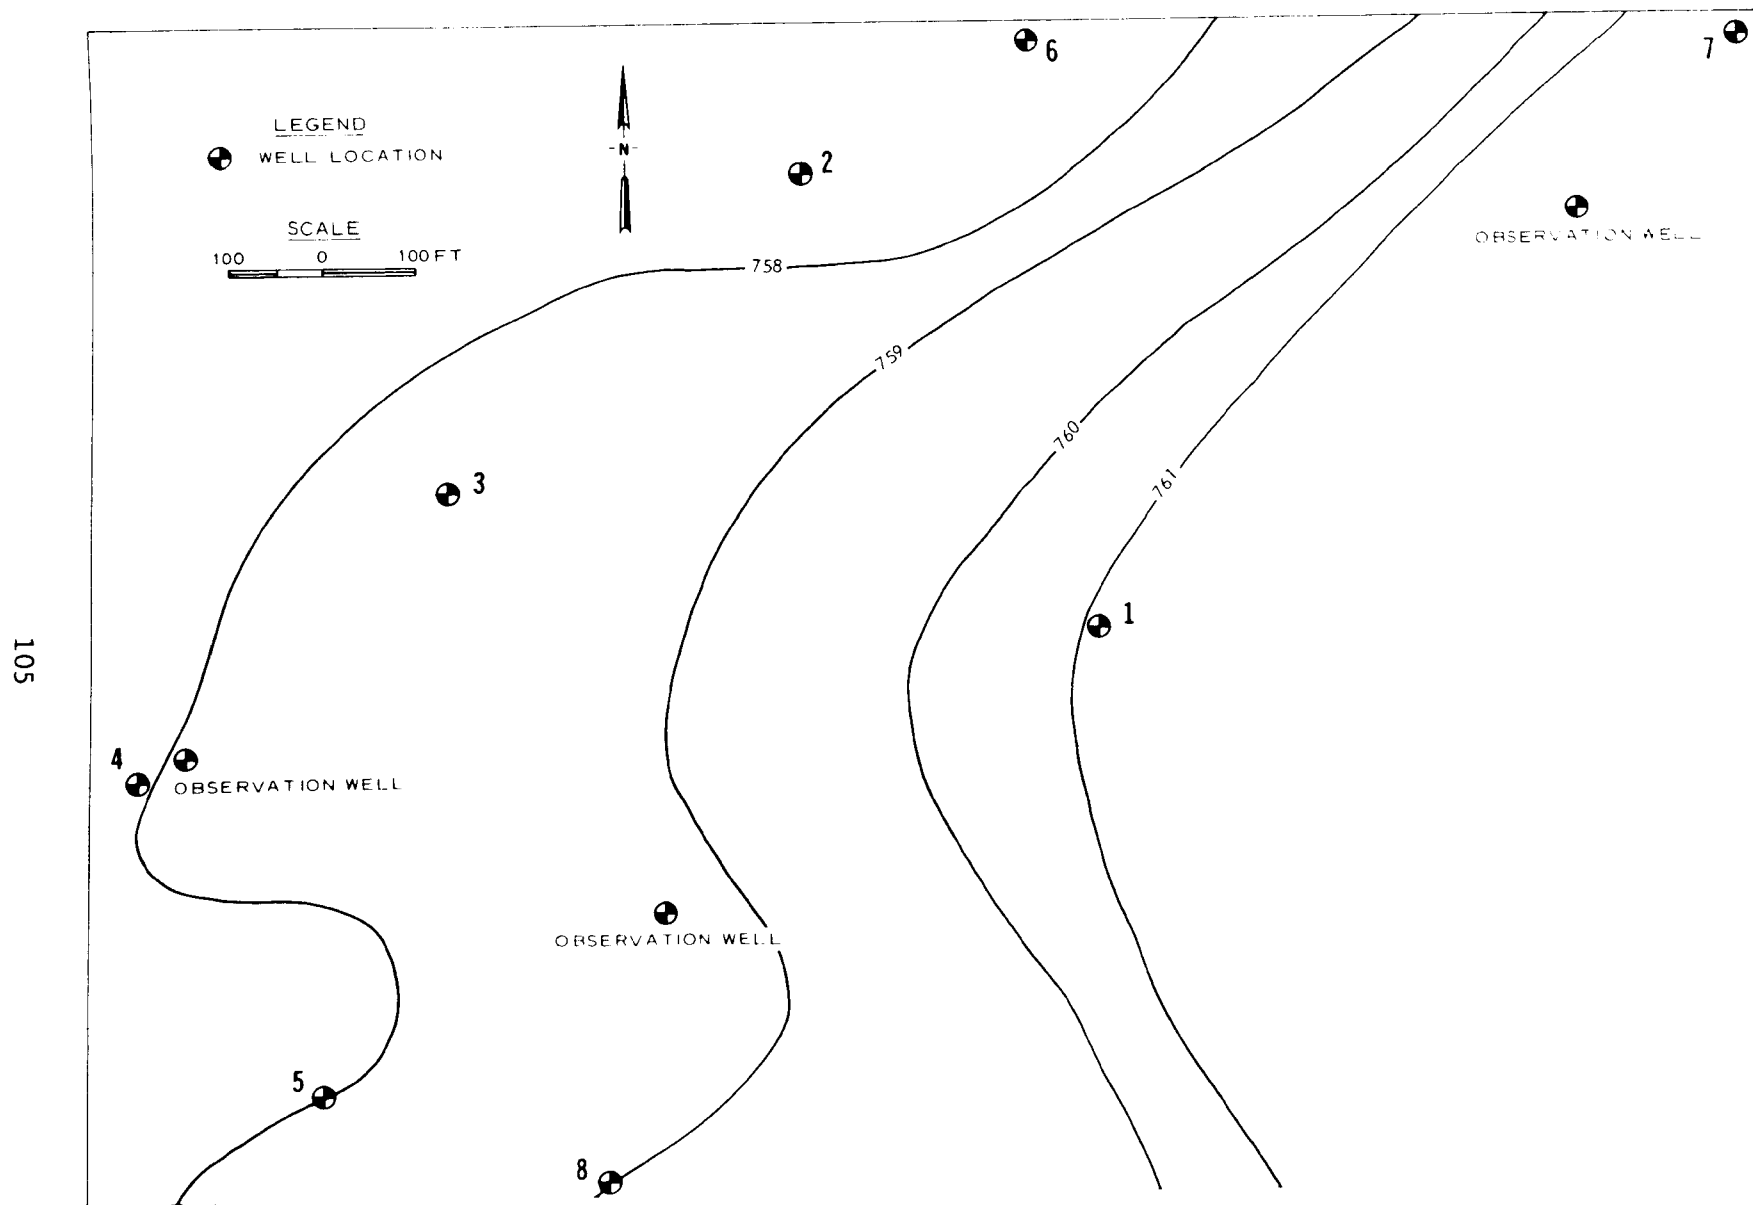 6
7
LEGEND
WELL LOCATION
-N-
2
SCALE
100 0 100 FT
OBSERVATION WELL
758
759
760
761
3
1
4
OBSERVATION WELL
105
OBSERVATION WELL
5
8